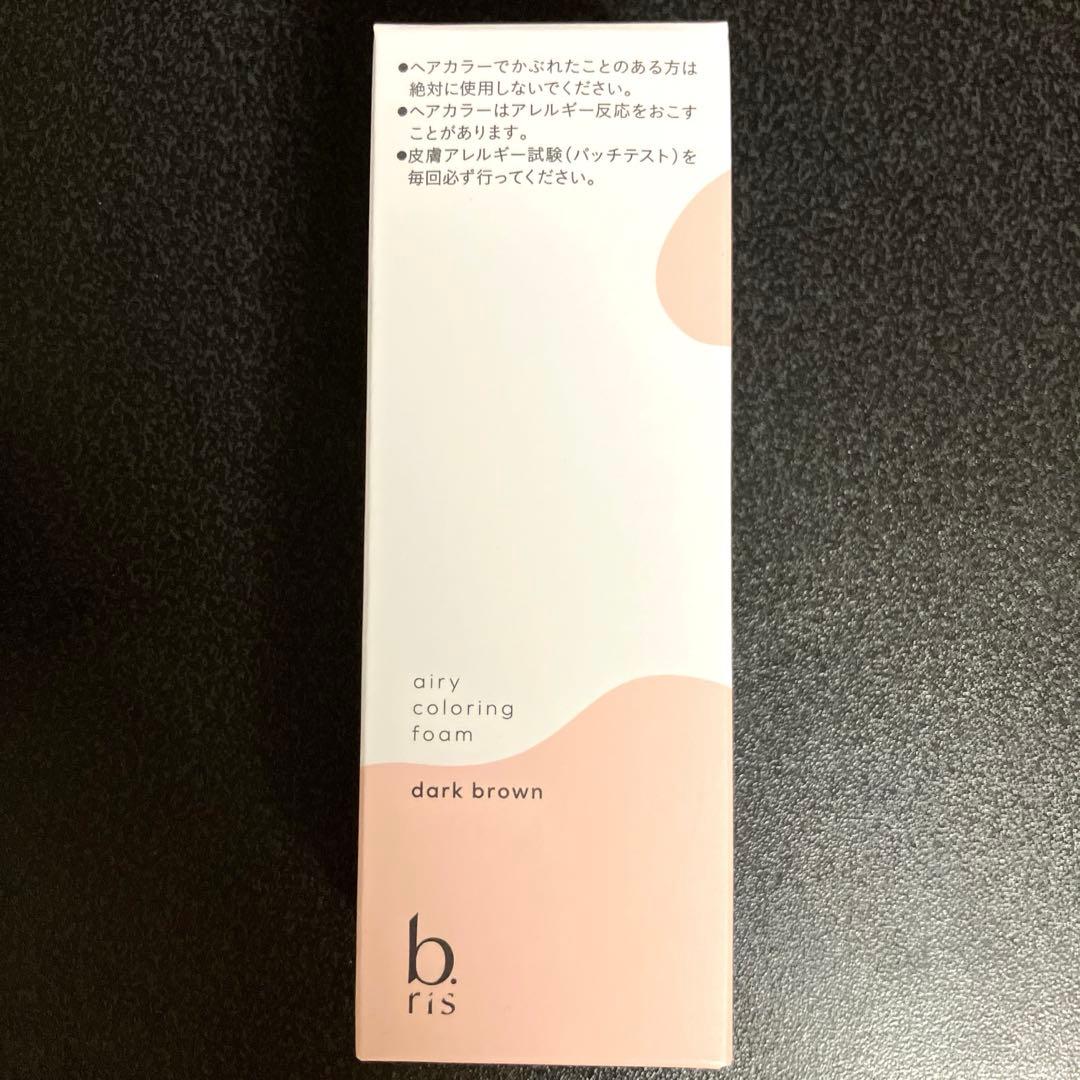 ●ヘアカラーでかぶれたことのある方は
絶対に使用しないでください。
●ヘアカラーはアレルギー反応をおこす
ことがあります。
●皮膚アレルギー試験(パッチテスト)を
毎回必ず行ってください。
airy
coloring
foam
dark brown
b.
ris